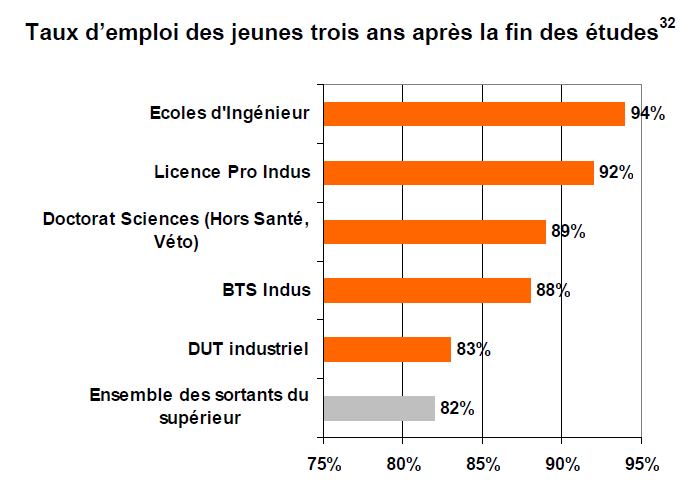 Taux d'emploi des jeunes trois ans après la fin des études32
Ecoles d'Ingénieur
94%
Licence Pro Indus
92%
Doctorat Sciences (Hors Santé,
Véto)
89%
BTS Indus
88%
DUT industriel
83%
Ensemble des sortants du
supérieur
82%
75% 80% 85% 90% 95%